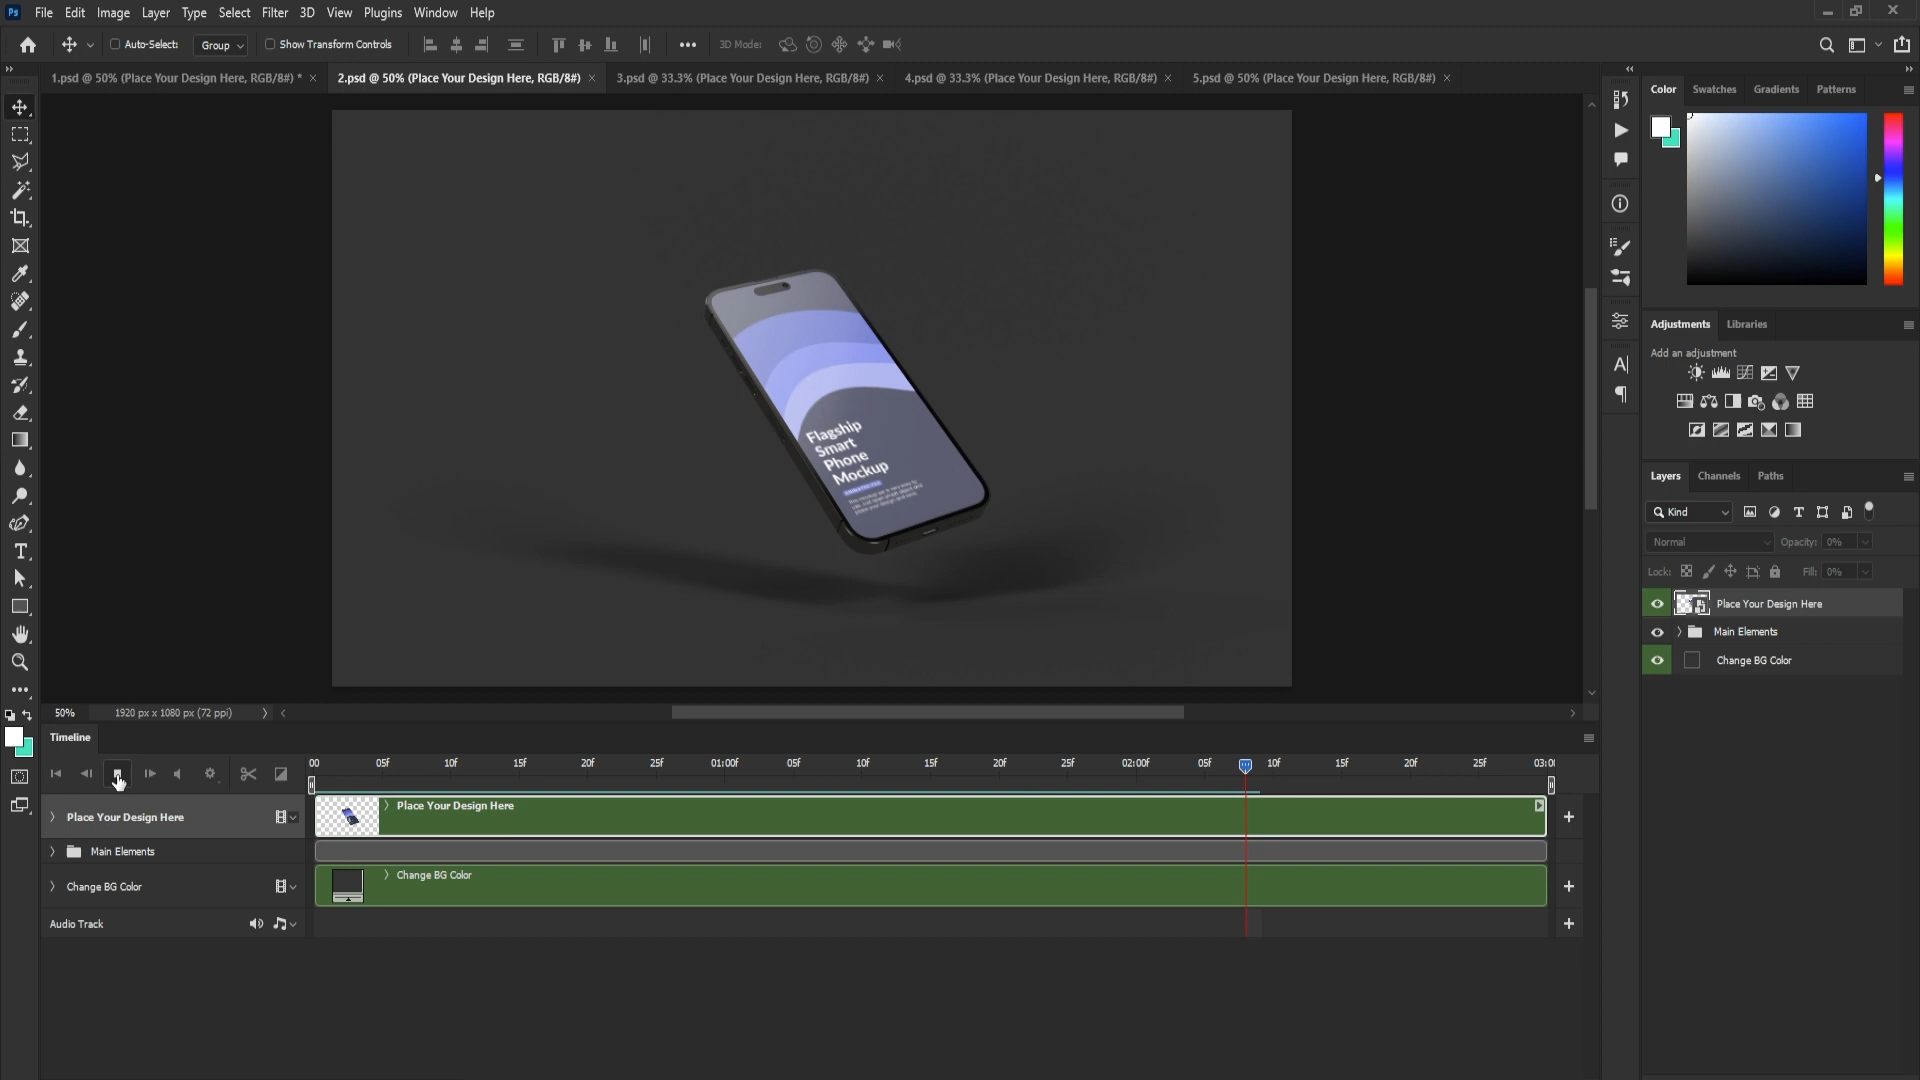 Ps File Edit Image Layer Type Select Filter 3D View Plugins Window Help
Auto-Select: Group Show Transform Controls 3D Mode:
1.psd @ 50% (Place Your Design Here, RGB/8#) * 2.psd @ 50% (Place Your Design Here, RGB/8#) 3.psd @ 33.3% (Place Your Design Here, RGB/8#) 4.psd @ 33.3% (Place Your Design Here, RGB/8#) 5.psd @ 50% (Place Your Design Here, RGB/8#)
Color Swatches Gradients Patterns
Adjustments Libraries
Add an adjustment
Flagship
Smart
Phone
Mockup
Layers Channels Paths
Kind
Normal Opacity: 0%
Lock: Fill: 0%
Place Your Design Here
Main Elements
Change BG Color
50% 1920 px x 1080 px (72 ppi)
Timeline
00 05f 10f 15f 20f 25f 01:00f 05f 10f 15f 20f 25f 02:00f 05f 10f 15f 20f 25f 03:0
Place Your Design Here Place Your Design Here
Main Elements
Change BG Color Change BG Color
Audio Track